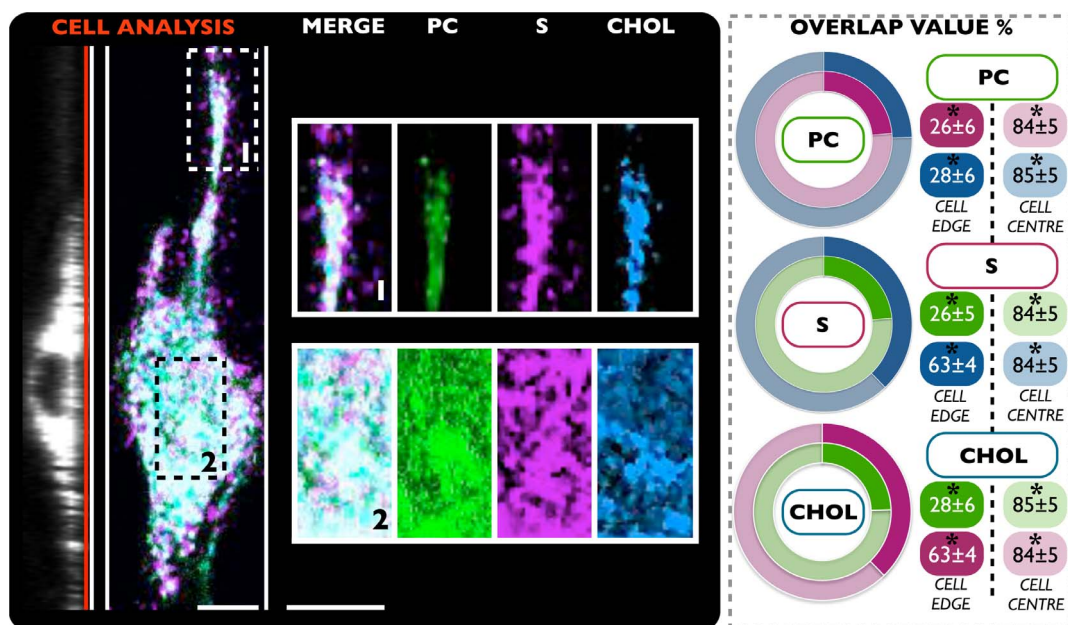 CELL ANALYSIS
MERGE PC S CHOL
1
2
1
2
OVERLAP VALUE %
PC
PC
* *
26±6 84±5
* *
28±6 85±5
CELL EDGE CELL CENTRE
S
S
* *
26±5 84±5
* *
63±4 84±5
CELL EDGE CELL CENTRE
CHOL
CHOL
* *
28±6 85±5
* *
63±4 84±5
CELL EDGE CELL CENTRE